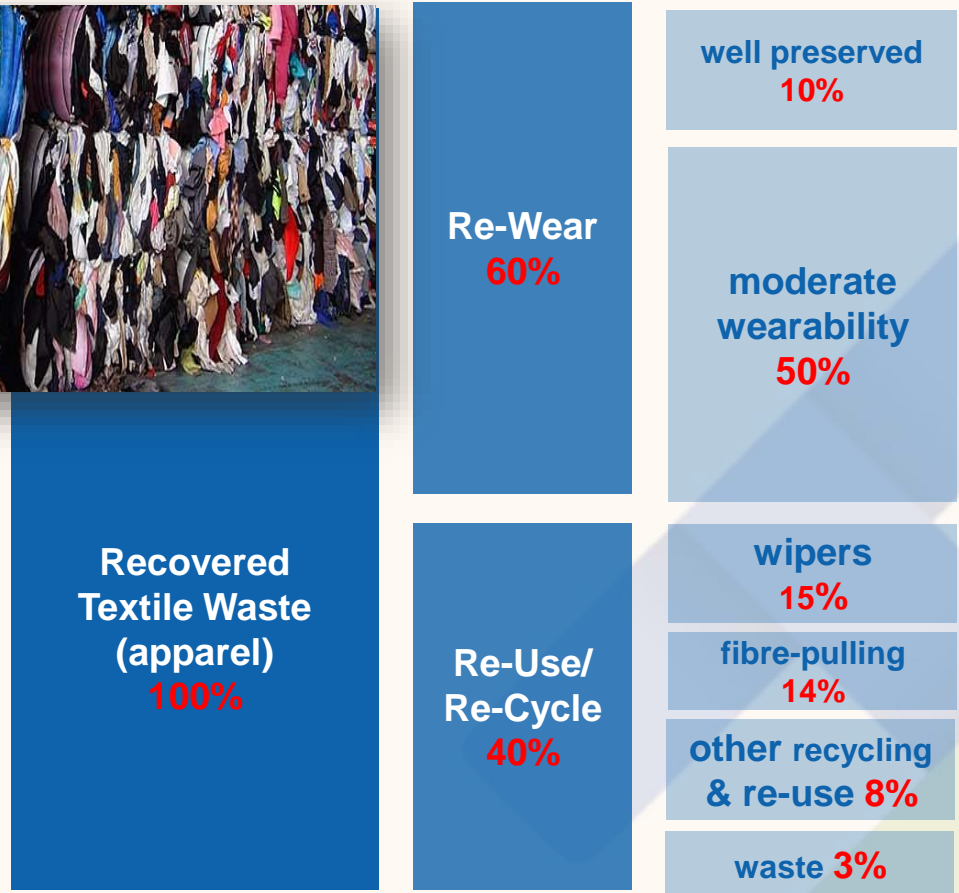 Recovered
Textile Waste
(apparel)
100%
Re-Wear
60%
well preserved
10%
moderate
wearability
50%
Re-Use/
Re-Cycle
40%
wipers
15%
fibre-pulling
14%
other recycling
& re-use 8%
waste 3%